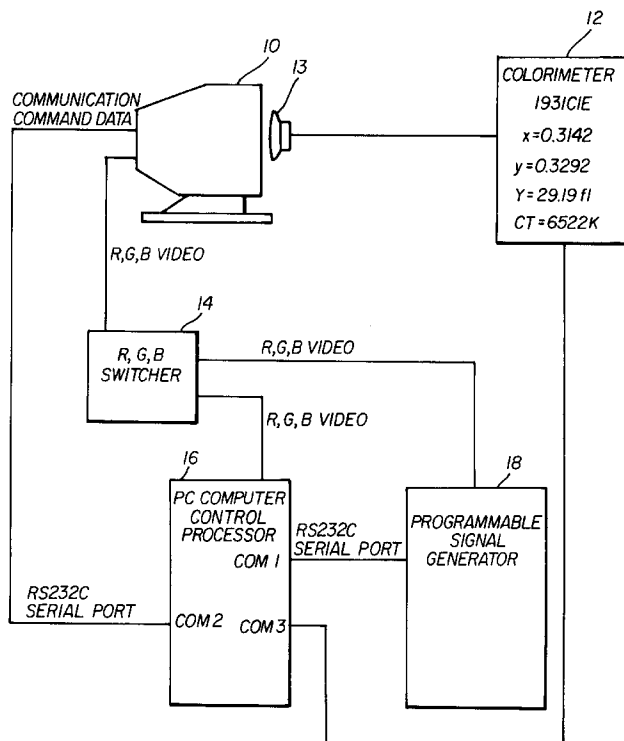 12
10
13
COLORIMETER
1931CIE
x=0.3142
y=0.3292
Y=29.19 fl
CT=6522K
COMMUNICATION
COMMAND DATA
R,G,B VIDEO
14
R, G, B
SWITCHER
R,G,B VIDEO
R,G,B VIDEO
16
PC COMPUTER
CONTROL
PROCESSOR
COM 1
COM 2
COM 3
RS232C
SERIAL PORT
18
PROGRAMMABLE
SIGNAL
GENERATOR
RS232C
SERIAL PORT